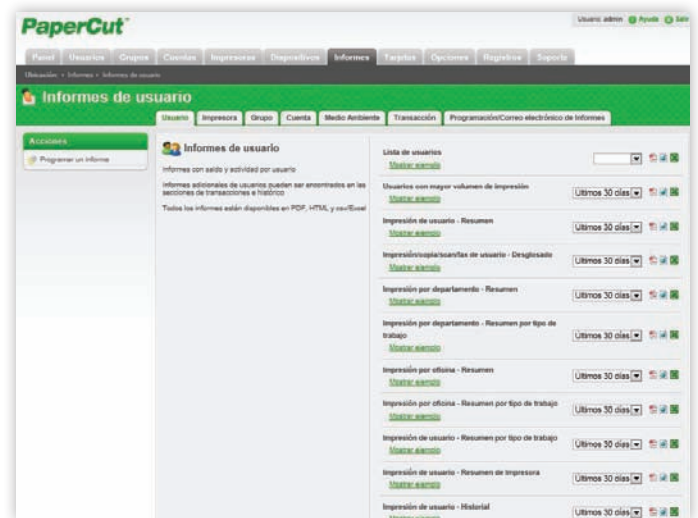 PaperCut
Usuario: admin Ayuda Salir
Panel Usuarios Grupos Cuentas Impresoras Dispositivos Informes Tarjetas Opciones Registros Soporte
Ubicación • Informes • Informes de usuario
Informes de usuario
Usuario Impresora Grupo Cuenta Medio Ambiente Transacción Programación/Correo electrónico de Informes
Acciones
Programar un informe
Informes de usuario
Informes con saldo y actividad por usuario
Informes adicionales de usuarios pueden ser encontrados en las
secciones de transacciones e histórico
Todos los informes están disponibles en PDF, HTML y csv/Excel
Lista de usuarios
Mostrar ejemplo
Usuarios con mayor volumen de impresión
Mostrar ejemplo
Últimos 30 días
Impresión de usuario - Resumen
Mostrar ejemplo
Últimos 30 días
Impresión/copia/scan/fax de usuario - Desglosado
Mostrar ejemplo
Últimos 30 días
Impresión por departamento - Resumen
Mostrar ejemplo
Últimos 30 días
Impresión por departamento - Resumen por tipo de
trabajo
Mostrar ejemplo
Últimos 30 días
Impresión por oficina - Resumen
Mostrar ejemplo
Últimos 30 días
Impresión por oficina - Resumen por tipo de trabajo
Mostrar ejemplo
Últimos 30 días
Impresión de usuario - Resumen por tipo de trabajo
Mostrar ejemplo
Últimos 30 días
Impresión de usuario - Resumen de impresora
Mostrar ejemplo
Últimos 30 días
Impresión de usuario - Historial
Mostrar ejemplo
Últimos 30 días